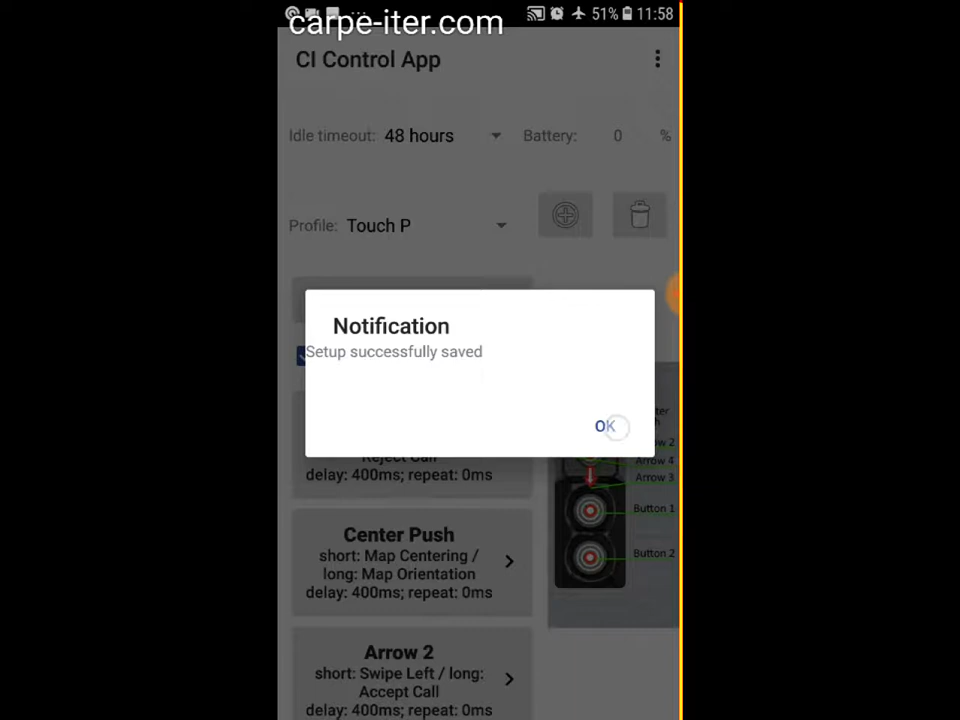 carpe-iter.com
51% 11:58
CI Control App
Idle timeout: 48 hours Battery: 0 %
Profile: Touch P
Notification
Setup successfully saved
OK
Reject Call
delay: 400ms; repeat: 0ms
Arrow 2
Arrow 4
Arrow 3
Button 1
Button 2
Center Push
short: Map Centering /
long: Map Orientation
delay: 400ms; repeat: 0ms
Arrow 2
short: Swipe Left / long:
Accept Call
delay: 400ms; repeat: 0ms